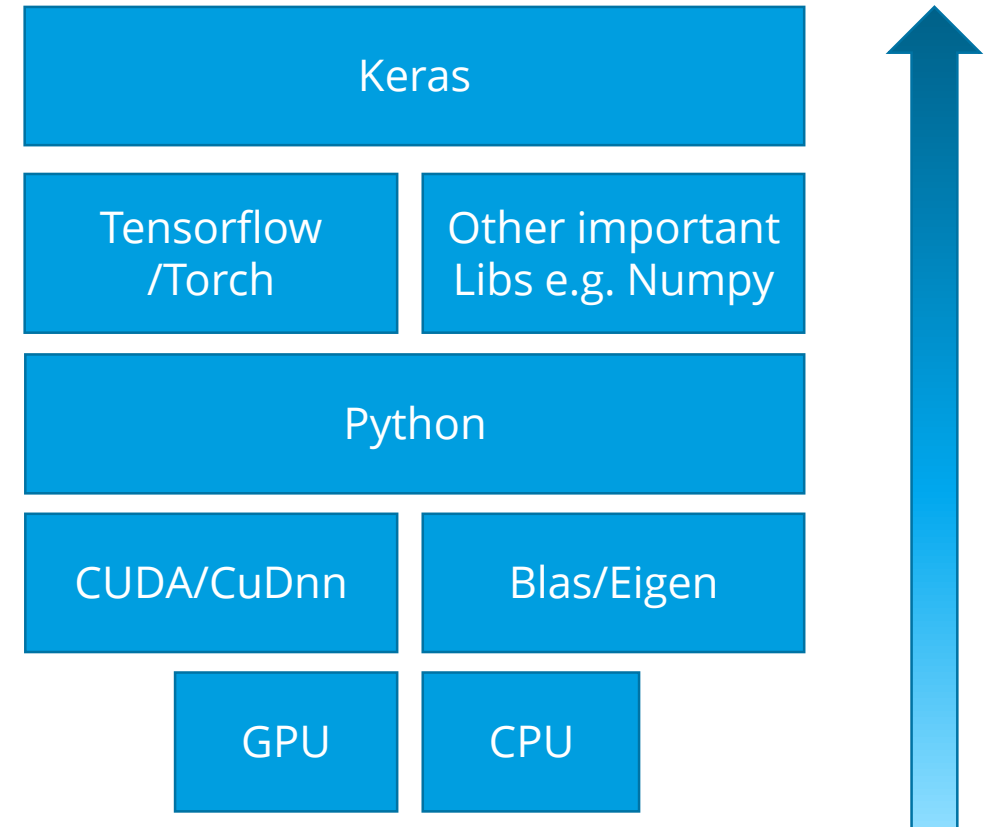 Keras
Tensorflow
/Torch
Other important
Libs e.g. Numpy
Python
CUDA/CuDnn
Blas/Eigen
GPU
CPU